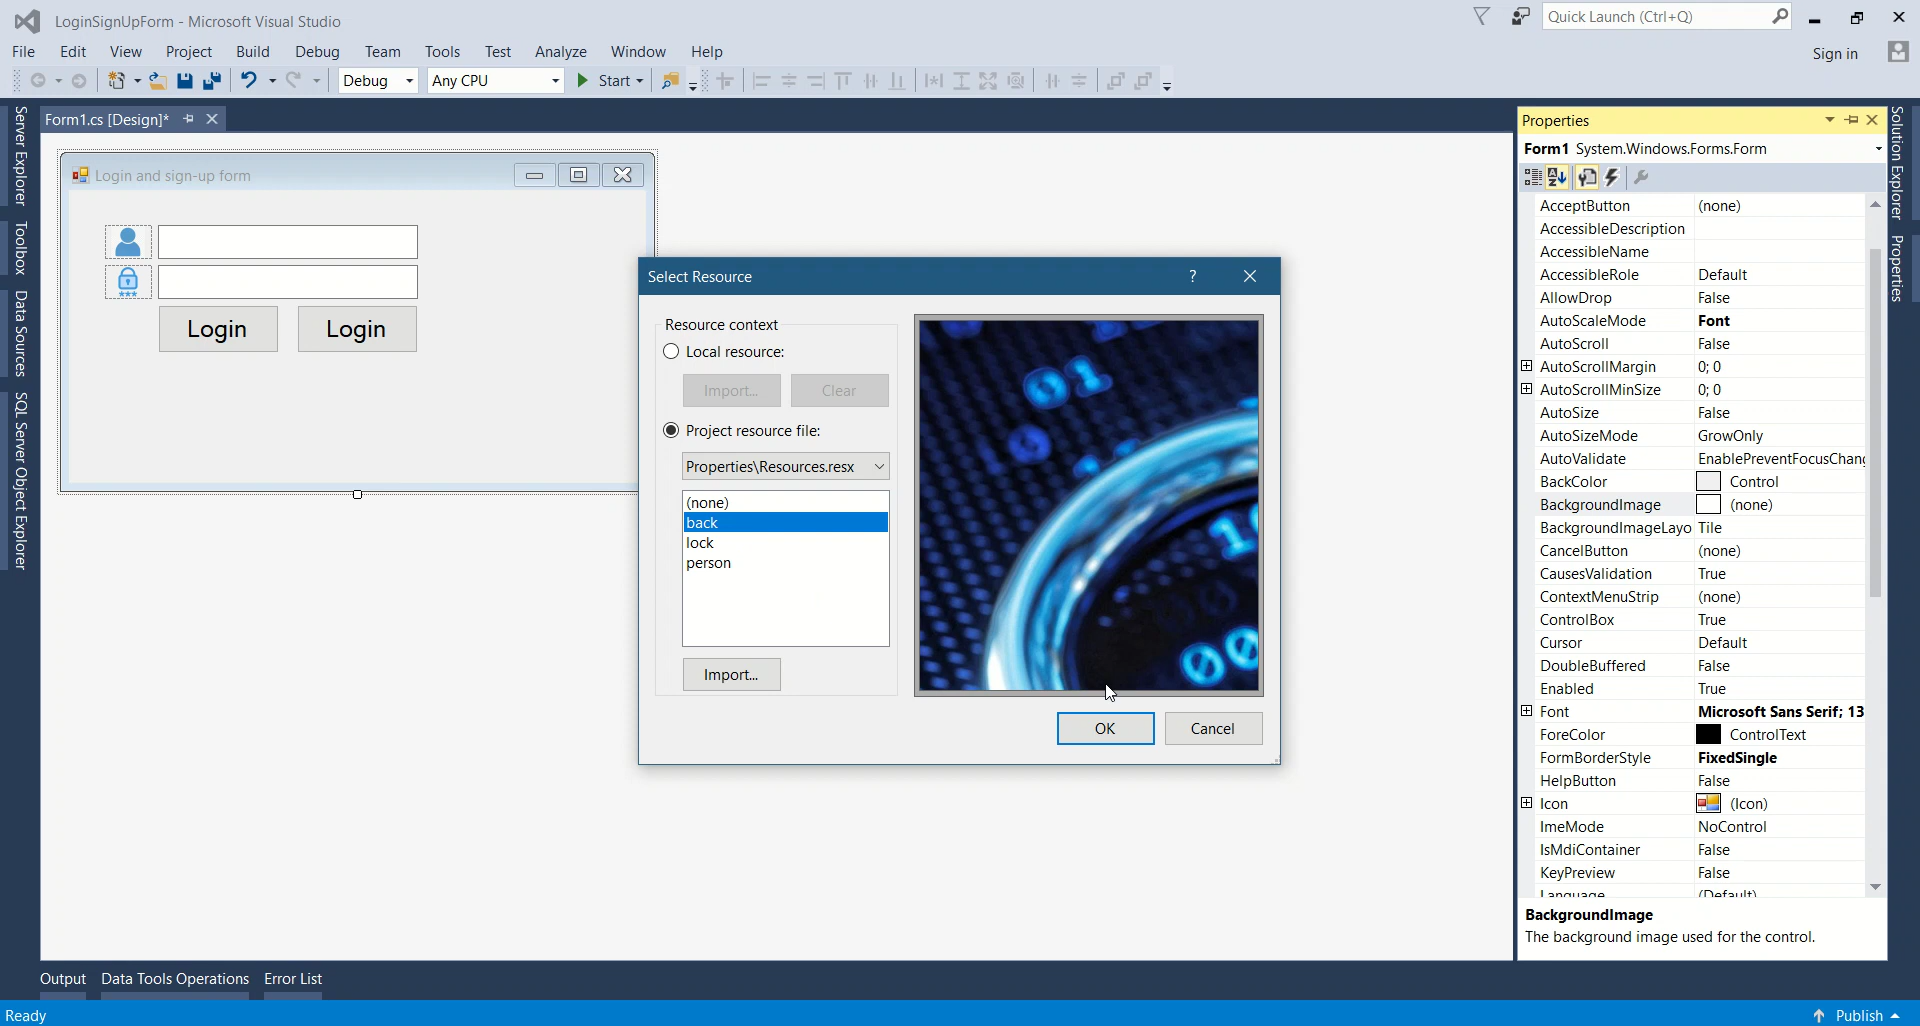 LoginSignUpForm - Microsoft Visual Studio
Quick Launch (Ctrl+Q)
File Edit View Project Build Debug Team Tools Test Analyze Window Help
Sign in
Debug Any CPU Start
Server Explorer
Toolbox
Data Sources
SQL Server Object Explorer
Form1.cs [Design]*
Login and sign-up form
Login Login
Select Resource
?
Resource context
Local resource:
Import... Clear
Project resource file:
Properties\Resources.resx
(none)
back
lock
person
Import...
OK Cancel
Properties
Form1 System.Windows.Forms.Form
AcceptButton (none)
AccessibleDescription
AccessibleName
AccessibleRole Default
AllowDrop False
AutoScaleMode Font
AutoScroll False
AutoScrollMargin 0; 0
AutoScrollMinSize 0; 0
AutoSize False
AutoSizeMode GrowOnly
AutoValidate EnablePreventFocusChang
BackColor Control
BackgroundImage (none)
BackgroundImageLayo Tile
CancelButton (none)
CausesValidation True
ContextMenuStrip (none)
ControlBox True
Cursor Default
DoubleBuffered False
Enabled True
Font Microsoft Sans Serif; 13
ForeColor ControlText
FormBorderStyle FixedSingle
HelpButton False
Icon (Icon)
ImeMode NoControl
IsMdiContainer False
KeyPreview False
Language (Default)
BackgroundImage
The background image used for the control.
Solution Explorer
Properties
Output Data Tools Operations Error List
Ready
Publish